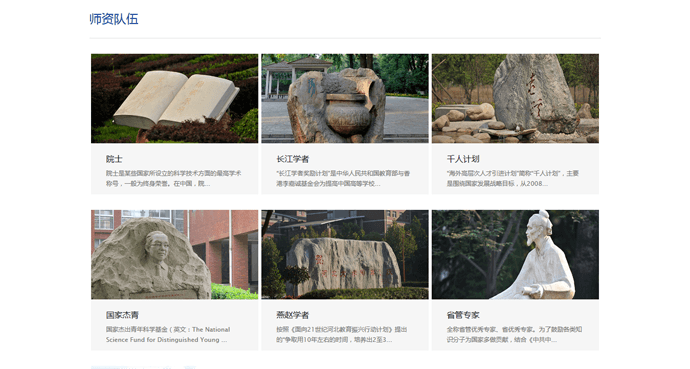 师资队伍
院士
院士是某些国家所设立的科学技术方面的最高学术
称号，一般为终身荣誉。在中国，院...
长江学者
"长江学者奖励计划"是中华人民共和国教育部与香
港李嘉诚基金会为提高中国高等学校...
千人计划
"海外高层次人才引进计划"简称"千人计划"，主要
是围绕国家发展战略目标，从2008...
国家杰青
国家杰出青年科学基金（英文：The National
Science Fund for Distinguished Young ...
燕赵学者
按照《面向21世纪河北教育振兴行动计划》提出
的"争取用10年左右的时间，培养出2至3...
省管专家
全称省管优秀专家、省优秀专家。为了鼓励各类知
识分子为国家多做贡献，结合《中共中...